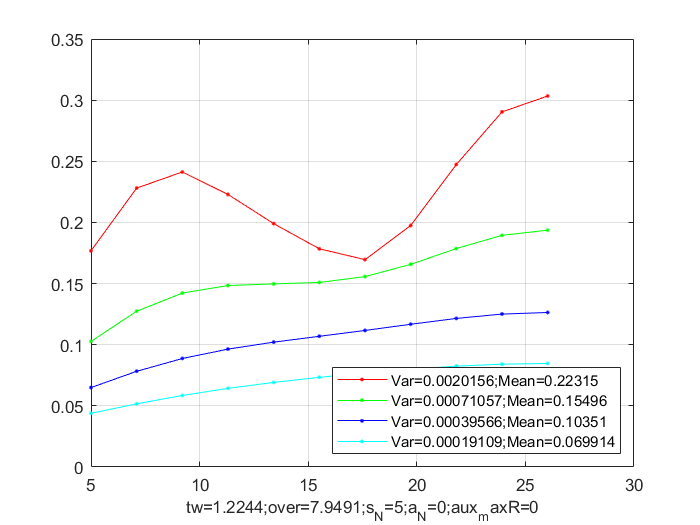 0.35
0.3
0.25
0.2
0.15
0.1
0.05
0
Var=0.0020156;Mean=0.22315
Var=0.00071057;Mean=0.15496
Var=0.00039566;Mean=0.10351
Var=0.00019109;Mean=0.069914
5 10 15 20 25 30
tw=1.2244;over=7.9491;s_N=5;a_N=0;aux_maxR=0